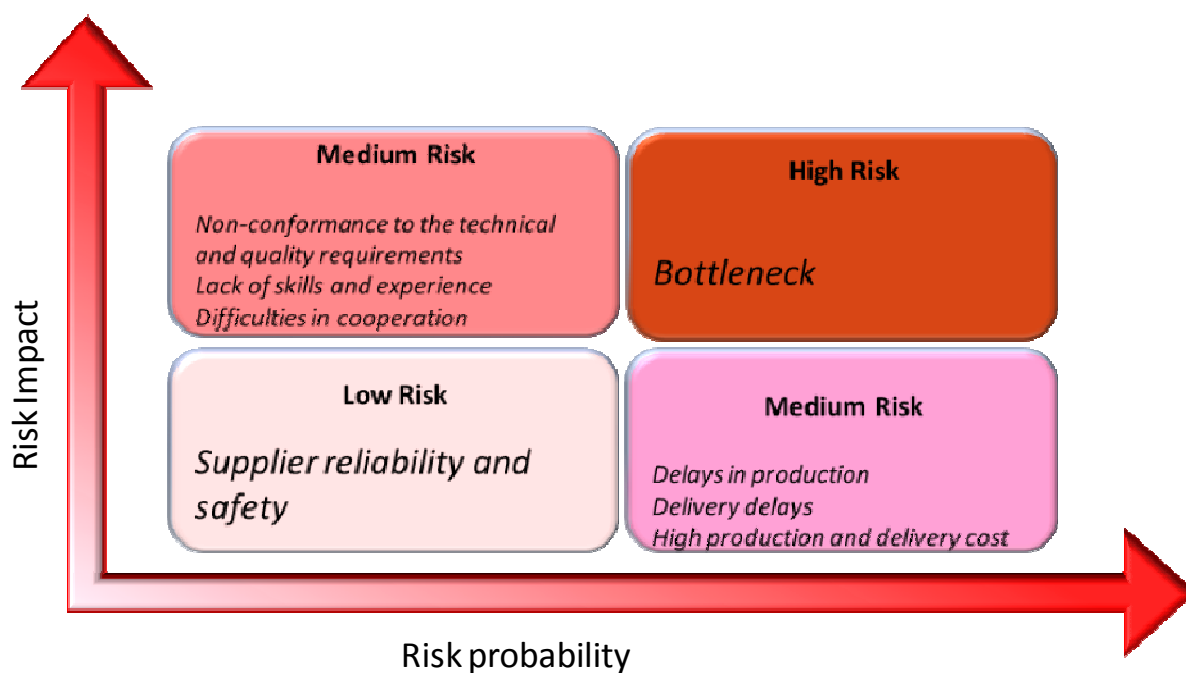 Medium Risk
Non-conformance to the technical
and quality requirements
Lack of skills and experience
Difficulties in cooperation
High Risk
Bottleneck
Low Risk
Supplier reliability and
safety
Medium Risk
Delays in production
Delivery delays
High production and delivery cost
Risk Impact
Risk probability